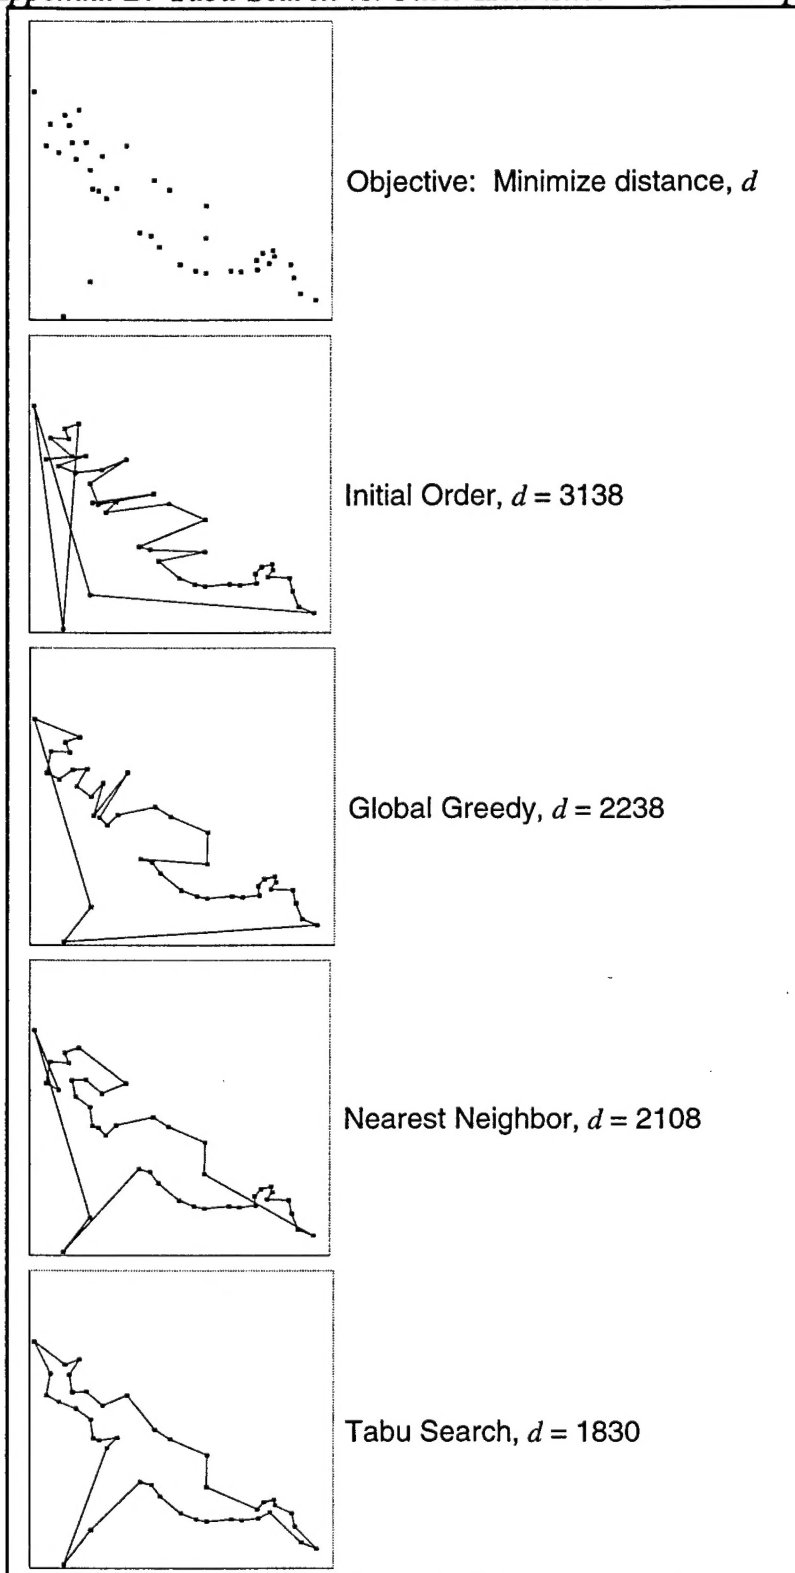 Objective: Minimize distance, d
Initial Order, d = 3138
Global Greedy, d = 2238
Nearest Neighbor, d = 2108
Tabu Search, d = 1830